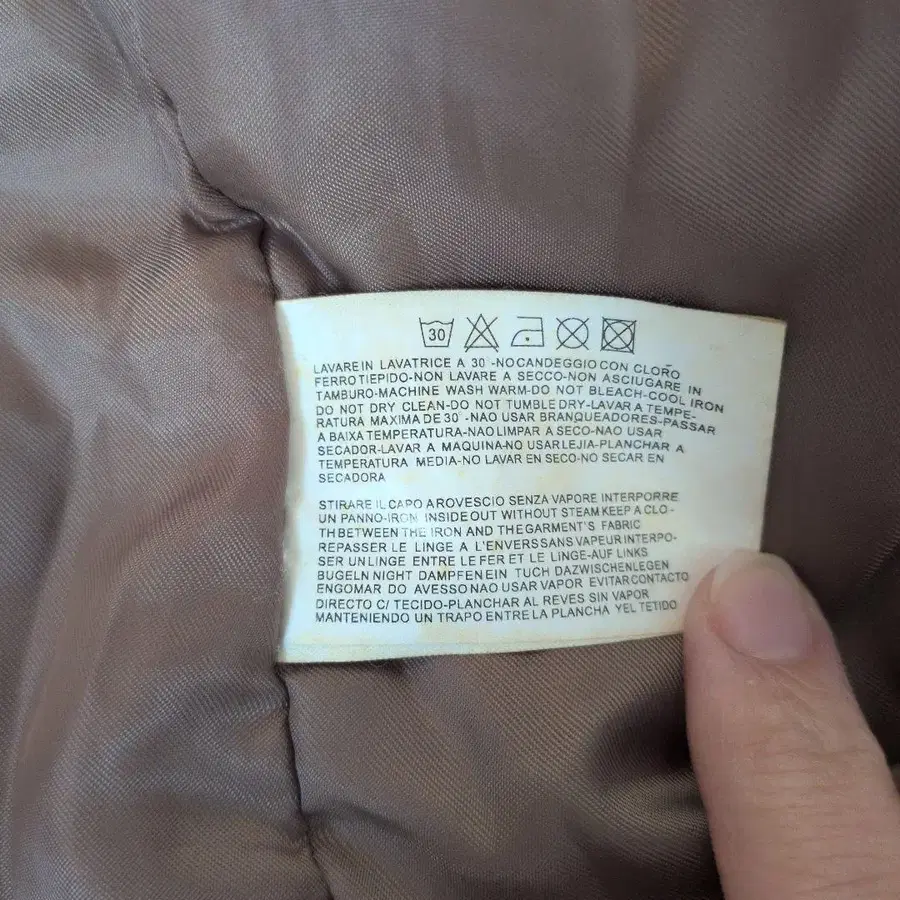 30
LAVARE IN LAVATRICE A 30°-NO CANDEGGIO CON CLORO
FERRO TIEPIDO-NON LAVARE A SECCO-NON ASCIUGARE IN
TAMBURO-MACHINE WASH WARM-DO NOT BLEACH-COOL IRON
DO NOT DRY CLEAN-DO NOT TUMBLE DRY-LAVAR A TEMPE-
RATURA MAXIMA DE 30°-NAO USAR BRANQUEADORES-PASSAR
A BAIXA TEMPERATURA-NAO LIMPAR A SECO-NAO USAR
SECADOR-LAVAR A MAQUINA-NO USAR LEJIA-PLANCHAR A
TEMPERATURA MEDIA-NO LAVAR EN SECO-NO SECAR EN
SECADORA
STIRARE IL CAPO A ROVESCIO SENZA VAPORE INTERPORRE
UN PANNO-IRON INSIDE OUT WITHOUT STEAM KEEP A CLO-
TH BETWEEN THE IRON AND THE GARMENT'S FABRIC
REPASSER LE LINGE A L'ENVERS SANS VAPEUR INTERPO-
SER UN LINGE ENTRE LE FER ET LE LINGE-AUF LINKS
BUGELN NIGHT DAMPFEN EIN TUCH DAZWISCHENLEGEN
ENGOMAR DO AVESSO NAO USAR VAPOR EVITAR CONTACTO
DIRECTO C/ TECIDO-PLANCHAR AL REVES SIN VAPOR
MANTENIENDO UN TRAPO ENTRE LA PLANCHA YEL TETIDO